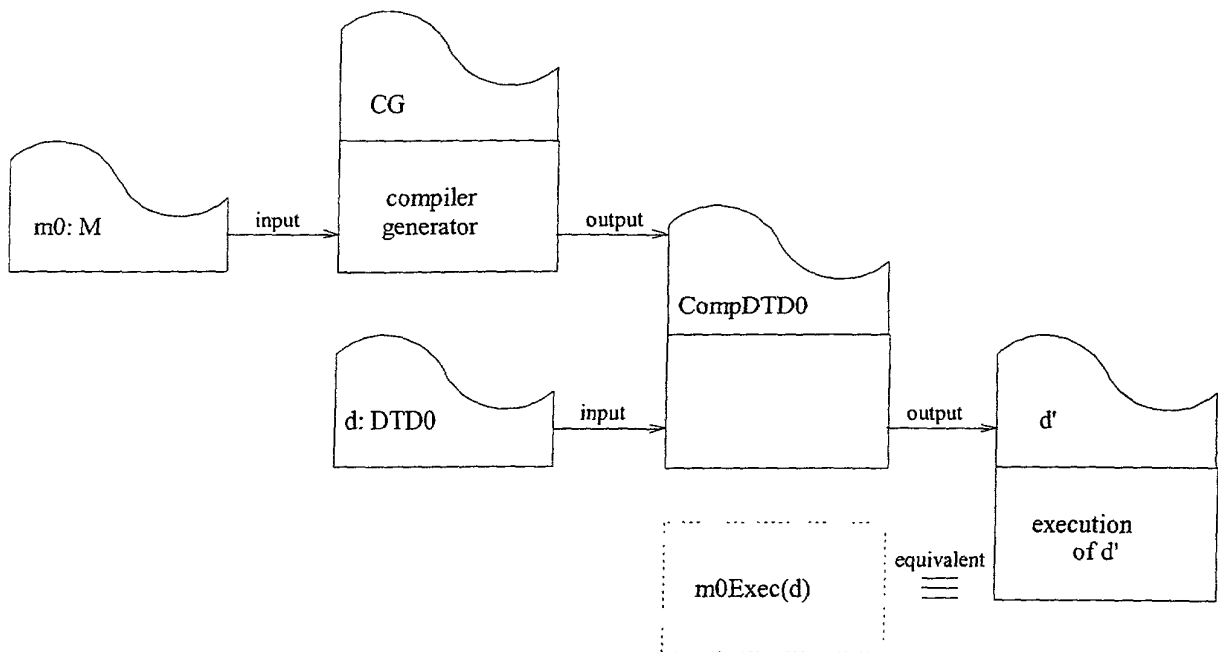 CG
m0: M
input
compiler
generator
output
CompDTD0
d: DTD0
input
output
d'
m0Exec(d)
equivalent
execution
of d'